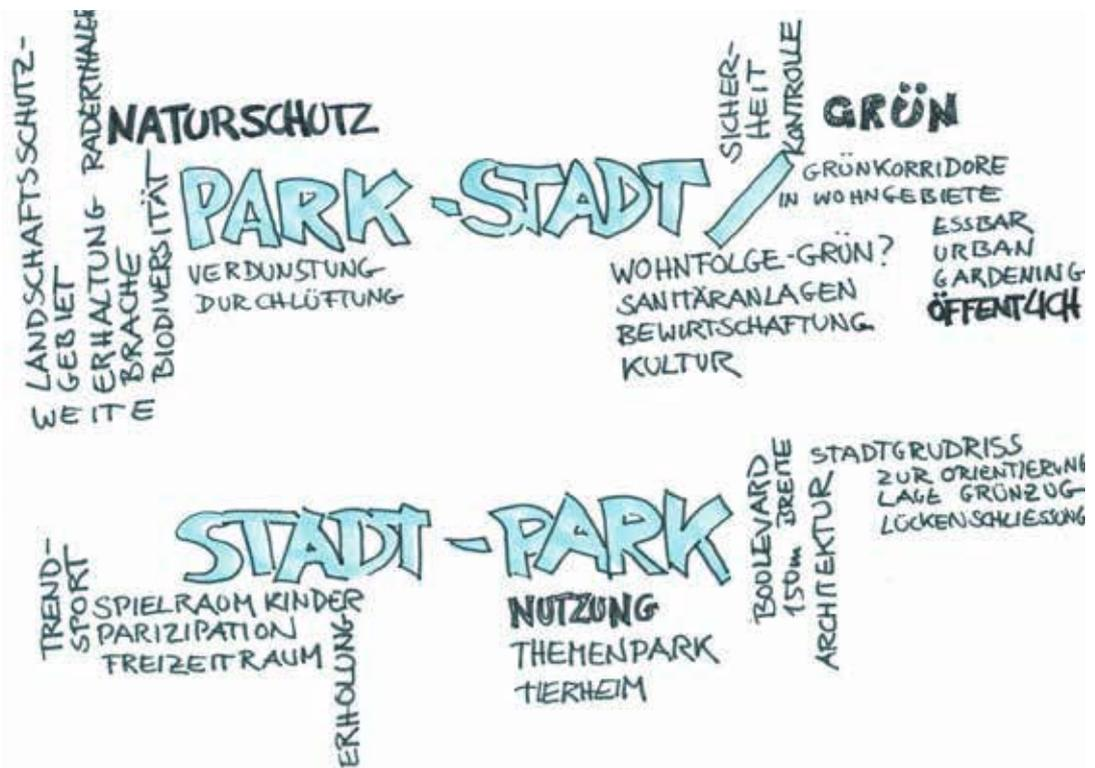 LANDSCHAFTSSCHUTZ-
GEBIET
ERHALTUNG RADERTHALER
BRACHE
BIODIVERSITÄT
WEITE
NATURSCHUTZ
PARK-STADT /
VERDUNSTUNG
DURCHLÜFTUNG
SICHER-
HEIT
KONTROLLE
GRÜN
GRÜNKORRIDORE
IN WOHNGEBIETE
ESSBAR
URBAN
GARDENING
ÖFFENTLICH
WOHNFOLGE-GRÜN?
SANITÄRANLAGEN
BEWIRTSCHAFTUNG
KULTUR
STADT-PARK
TREND-
SPORT
SPIELRAUM KINDER
PARIZIPATION
FREIZEITRAUM
ERHOLUNG
NUTZUNG
THEMENPARK
TIERHEIM
BOOLEVARD
150m BREITE
ARCHITEKTUR
STADTGRUDRISS
ZUR ORIENTIERUNG
LAGE GRÜNZUG-
LÜCKENSCHLIESSUNG